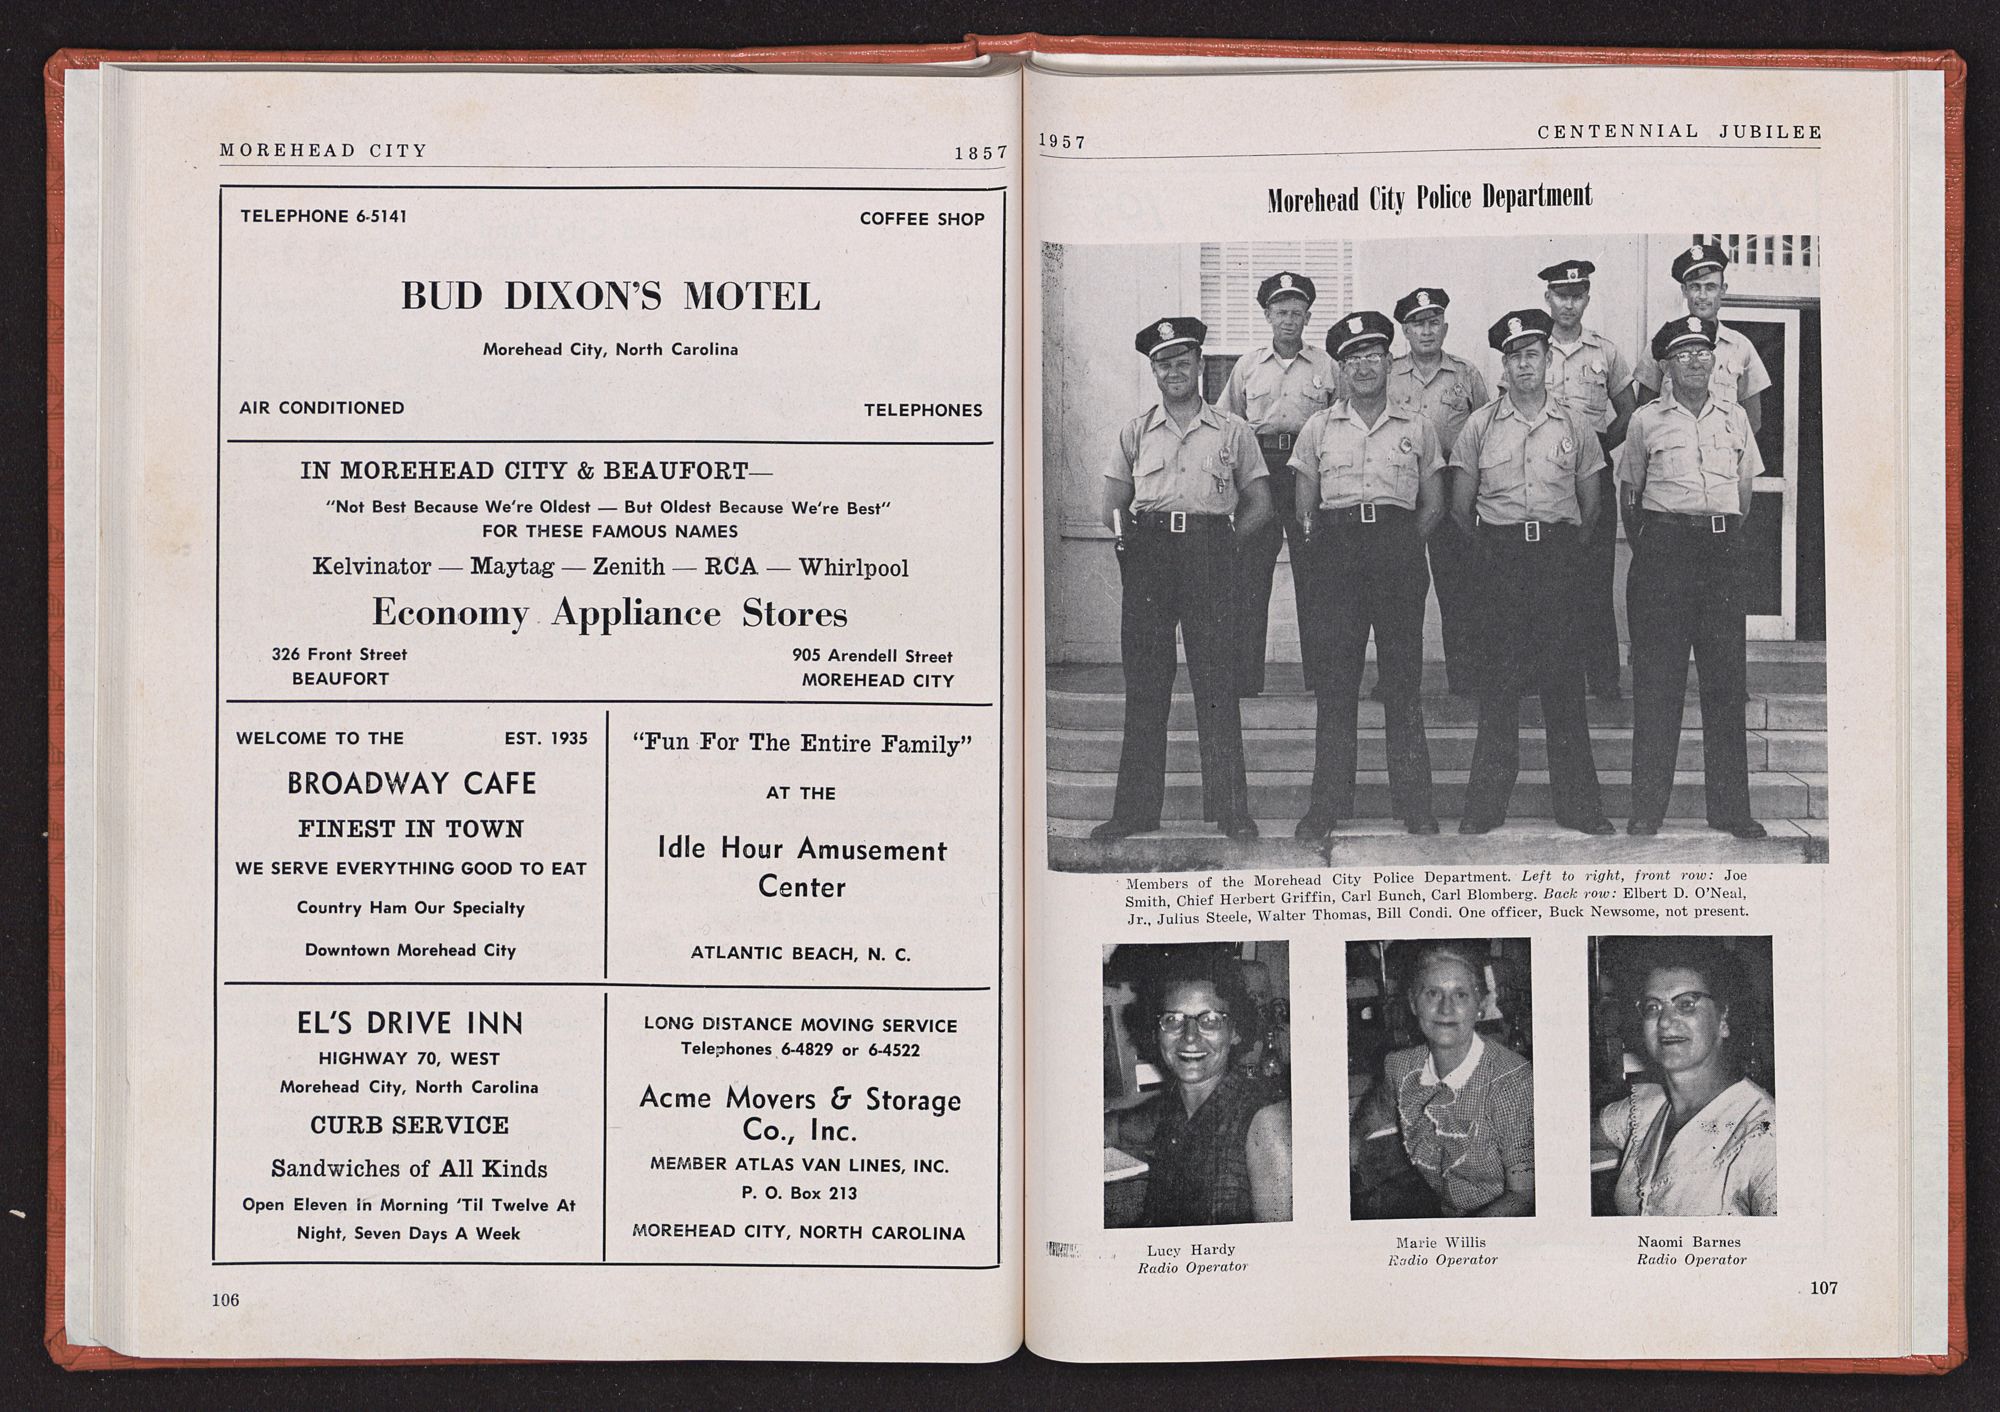 MOREHEAD CITY 1857
TELEPHONE 6-5141 COFFEE SHOP
BUD DIXON'S MOTEL
Morehead City, North Carolina
AIR CONDITIONED TELEPHONES
IN MOREHEAD CITY & BEAUFORT—
"Not Best Because We're Oldest — But Oldest Because We're Best"
FOR THESE FAMOUS NAMES
Kelvinator — Maytag — Zenith — RCA — Whirlpool
Economy Appliance Stores
326 Front Street 905 Arendell Street
BEAUFORT MOREHEAD CITY
WELCOME TO THE EST. 1935
BROADWAY CAFE
FINEST IN TOWN
WE SERVE EVERYTHING GOOD TO EAT
Country Ham Our Specialty
Downtown Morehead City
"Fun For The Entire Family"
AT THE
Idle Hour Amusement
Center
ATLANTIC BEACH, N. C.
EL'S DRIVE INN
HIGHWAY 70, WEST
Morehead City, North Carolina
CURB SERVICE
Sandwiches of All Kinds
Open Eleven in Morning 'Til Twelve At
Night, Seven Days A Week
LONG DISTANCE MOVING SERVICE
Telephones 6-4829 or 6-4522
Acme Movers & Storage
Co., Inc.
MEMBER ATLAS VAN LINES, INC.
P. O. Box 213
MOREHEAD CITY, NORTH CAROLINA
106
1957 CENTENNIAL JUBILEE
Morehead City Police Department
Members of the Morehead City Police Department. Left to right, front row: Joe
Smith, Chief Herbert Griffin, Carl Bunch, Carl Blomberg. Back row: Elbert D. O'Neal,
Jr., Julius Steele, Walter Thomas, Bill Condi. One officer, Buck Newsome, not present.
Lucy Hardy
Radio Operator
Marie Willis
Radio Operator
Naomi Barnes
Radio Operator
107